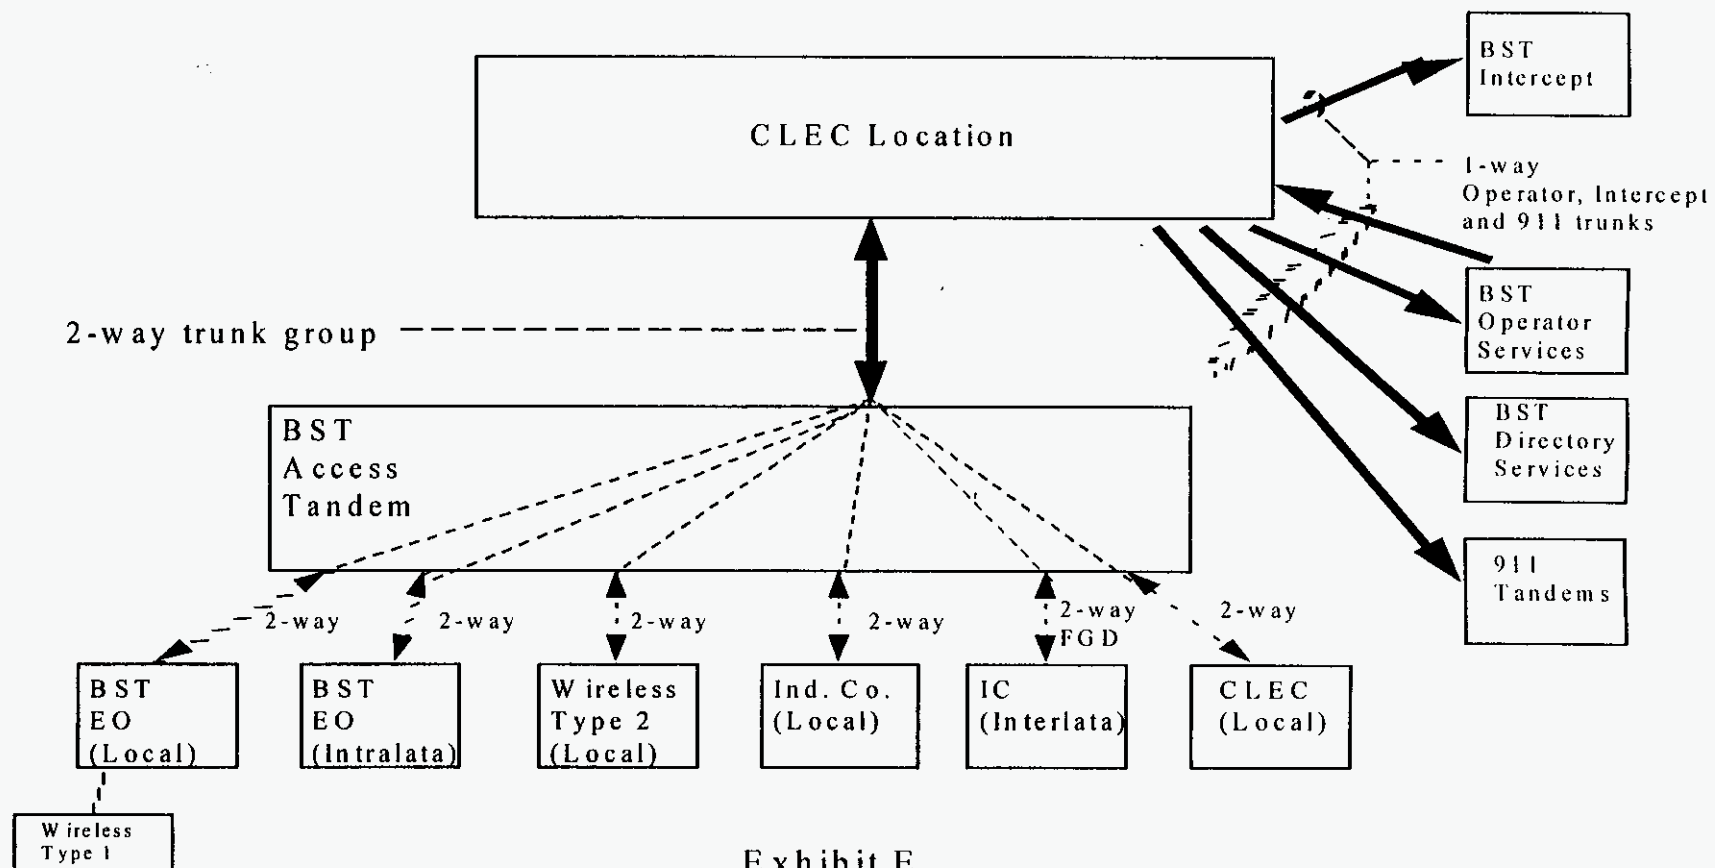 BST
Intercept
CLEC Location
1-way
Operator, Intercept
and 911 trunks
BST
Operator
Services
2-way trunk group
BST
Directory
Services
BST
Access
Tandem
911
Tandems
2-way
2-way
2-way
2-way
2-way
FGD
2-way
BST
EO
(Local)
BST
EO
(Intralata)
Wireless
Type 2
(Local)
Ind. Co.
(Local)
IC
(Interlata)
CLEC
(Local)
Wireless
Type 1
Exhibit